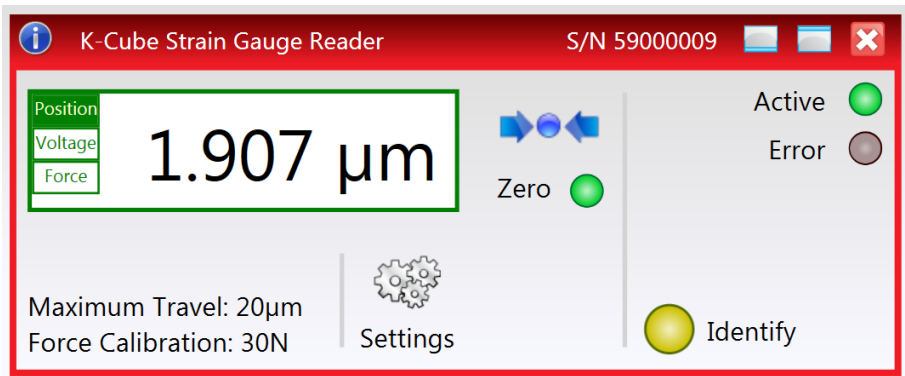 K-Cube Strain Gauge Reader S/N 59000009
Position
Voltage
Force
1.907 µm
Zero
Active
Error
Maximum Travel: 20µm
Force Calibration: 30N
Settings
Identify